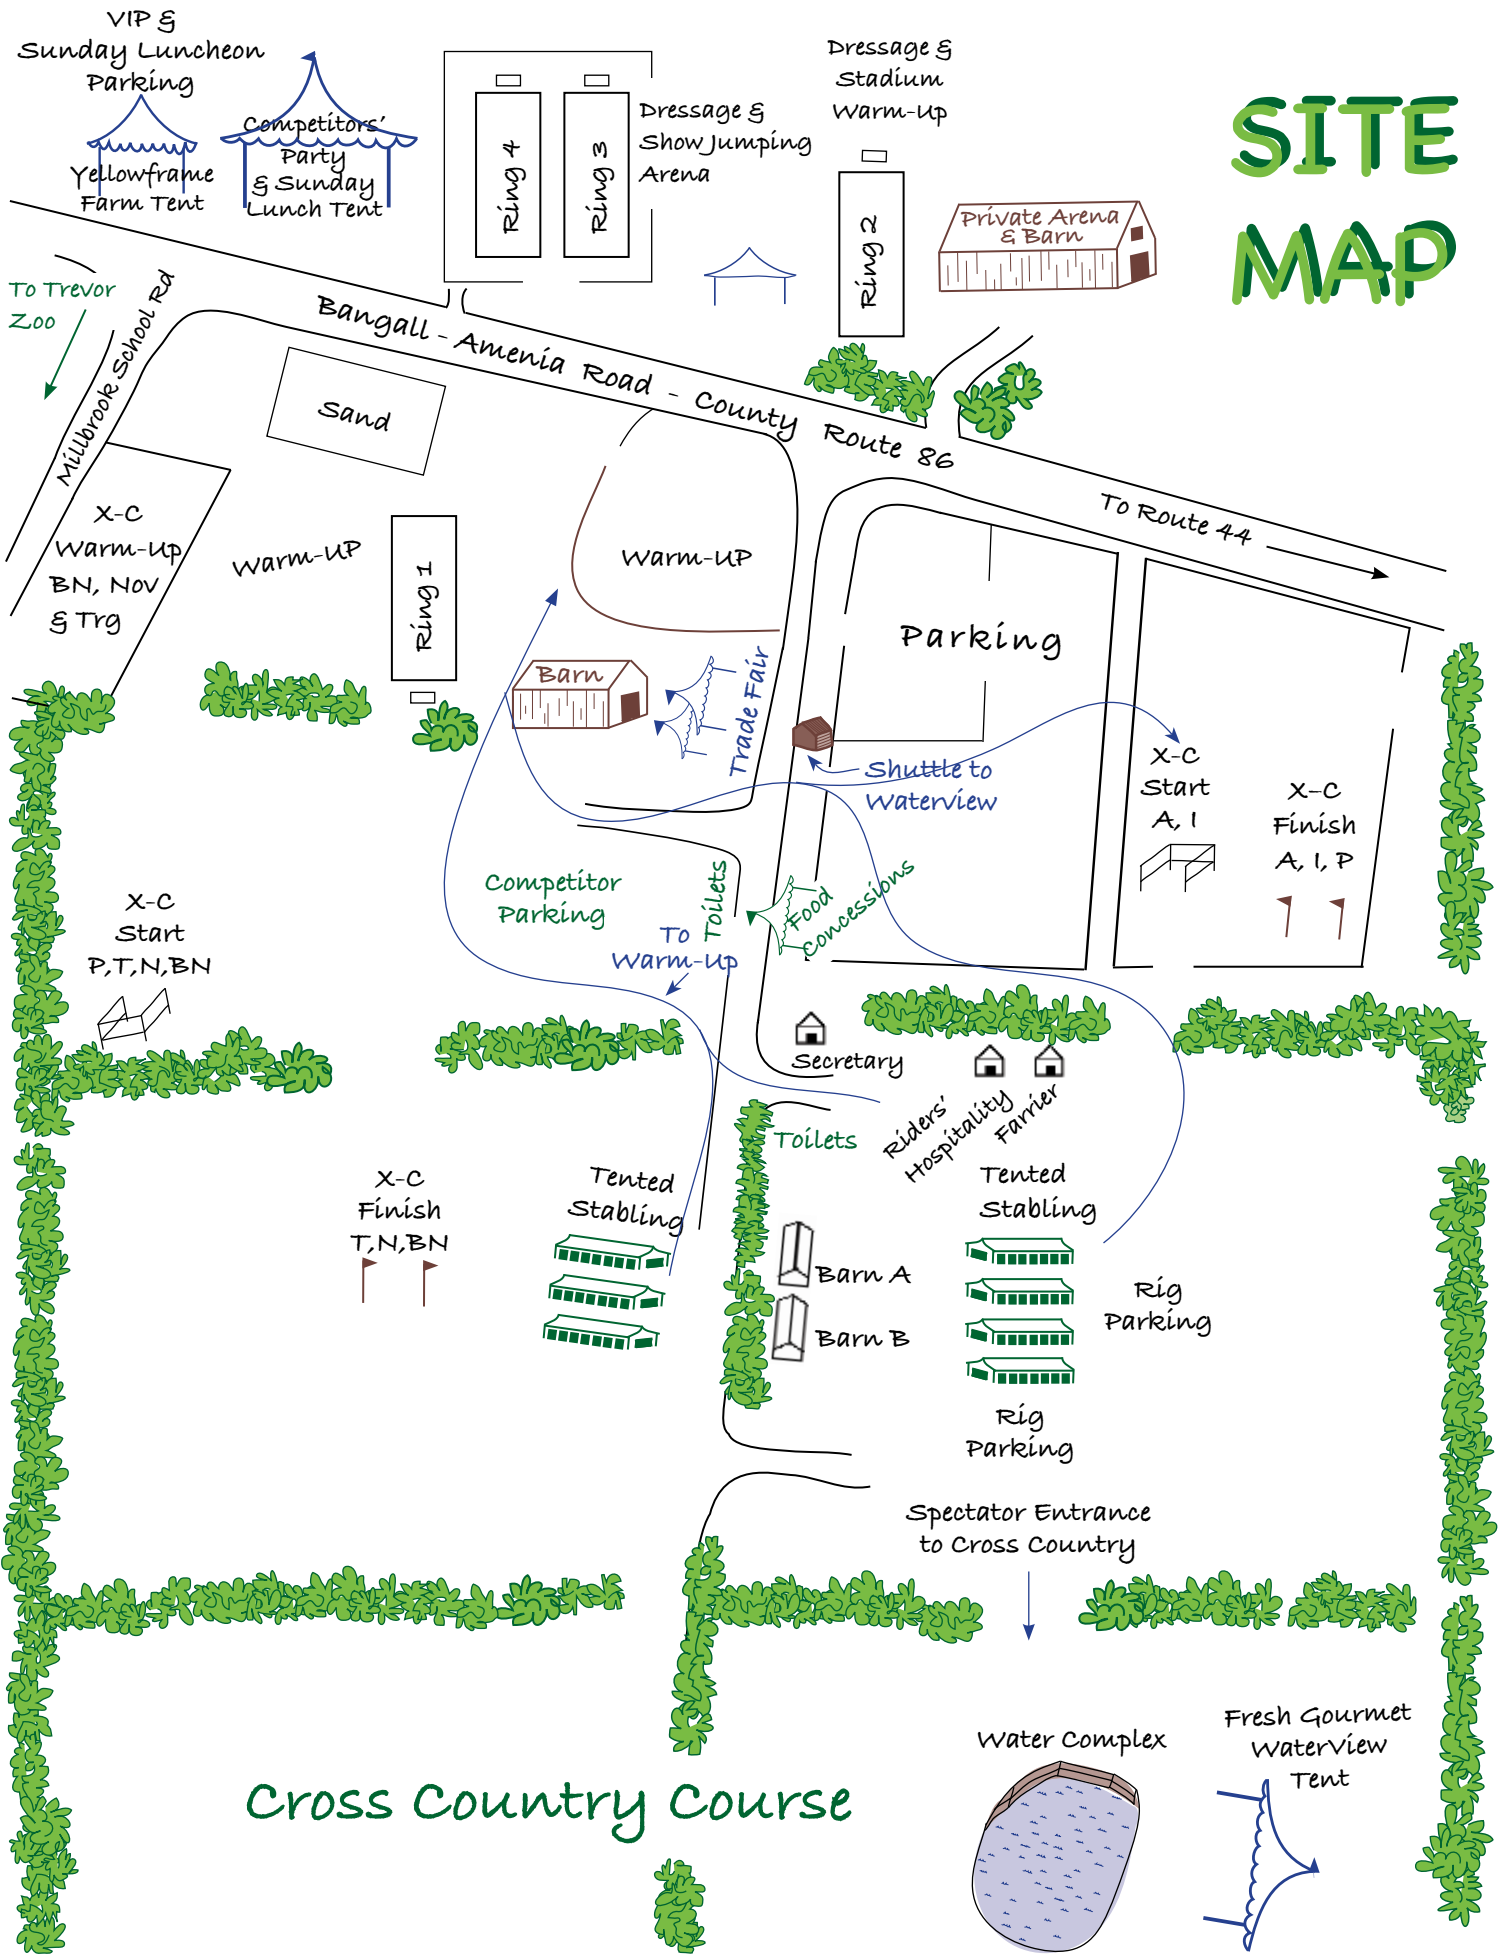 VIP &
Sunday Luncheon
Parking
Yellowframe
Farm Tent
Competitors'
Party
& Sunday
Lunch Tent
Ring 4
Ring 3
Dressage &
Show Jumping
Arena
Dressage &
Stadium
Warm-Up
Ring 2
Private Arena
& Barn
SITE
MAP
To Trevor
Zoo
Millbrook School Rd
Bangall - Amenia Road - County Route 86
To Route 44
Sand
X-C
Warm-Up
BN, Nov
& Trg
Warm-UP
Ring 1
Warm-UP
Barn
Trade Fair
Parking
Shuttle to
Waterview
X-C
Start
A, I
X-C
Finish
A, I, P
Competitor
Parking
Toilets
To
Warm-Up
Food
Concessions
X-C
Start
P,T,N,BN
Secretary
Riders'
Hospitality
Farrier
Toilets
X-C
Finish
T,N,BN
Tented
Stabling
Tented
Stabling
Barn A
Barn B
Rig
Parking
Rig
Parking
Spectator Entrance
to Cross Country
Cross Country Course
Water Complex
Fresh Gourmet
WaterView
Tent